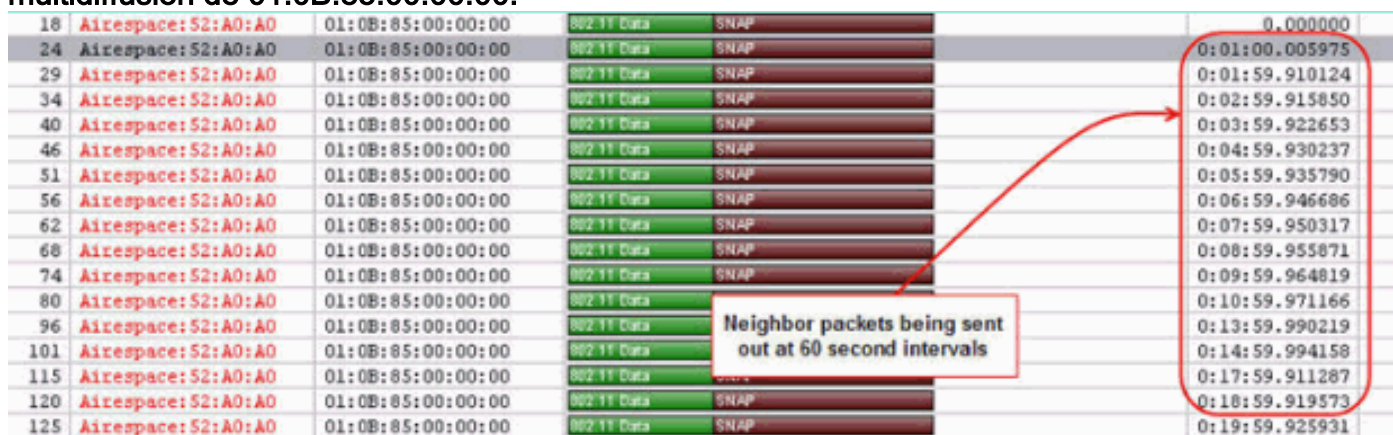 multidifusión de 01:0B:85:00:00:00.
18 Airespace:52:A0:A0 01:0B:85:00:00:00 802.11 Data SNAP 0.000000
24 Airespace:52:A0:A0 01:0B:85:00:00:00 802.11 Data SNAP 0:01:00.005975
29 Airespace:52:A0:A0 01:0B:85:00:00:00 802.11 Data SNAP 0:01:59.910124
34 Airespace:52:A0:A0 01:0B:85:00:00:00 802.11 Data SNAP 0:02:59.915850
40 Airespace:52:A0:A0 01:0B:85:00:00:00 802.11 Data SNAP 0:03:59.922653
46 Airespace:52:A0:A0 01:0B:85:00:00:00 802.11 Data SNAP 0:04:59.930237
51 Airespace:52:A0:A0 01:0B:85:00:00:00 802.11 Data SNAP 0:05:59.935790
56 Airespace:52:A0:A0 01:0B:85:00:00:00 802.11 Data SNAP 0:06:59.946686
62 Airespace:52:A0:A0 01:0B:85:00:00:00 802.11 Data SNAP 0:07:59.950317
68 Airespace:52:A0:A0 01:0B:85:00:00:00 802.11 Data SNAP 0:08:59.955871
74 Airespace:52:A0:A0 01:0B:85:00:00:00 802.11 Data SNAP 0:09:59.964819
80 Airespace:52:A0:A0 01:0B:85:00:00:00 802.11 Data 0:10:59.971166
96 Airespace:52:A0:A0 01:0B:85:00:00:00 802.11 Data 0:13:59.990219
101 Airespace:52:A0:A0 01:0B:85:00:00:00 802.11 Data 0:14:59.994158
115 Airespace:52:A0:A0 01:0B:85:00:00:00 802.11 Data 0:17:59.911287
120 Airespace:52:A0:A0 01:0B:85:00:00:00 802.11 Data SNAP 0:18:59.919573
125 Airespace:52:A0:A0 01:0B:85:00:00:00 802.11 Data SNAP 0:19:59.925931
Neighbor packets being sent
out at 60 second intervals